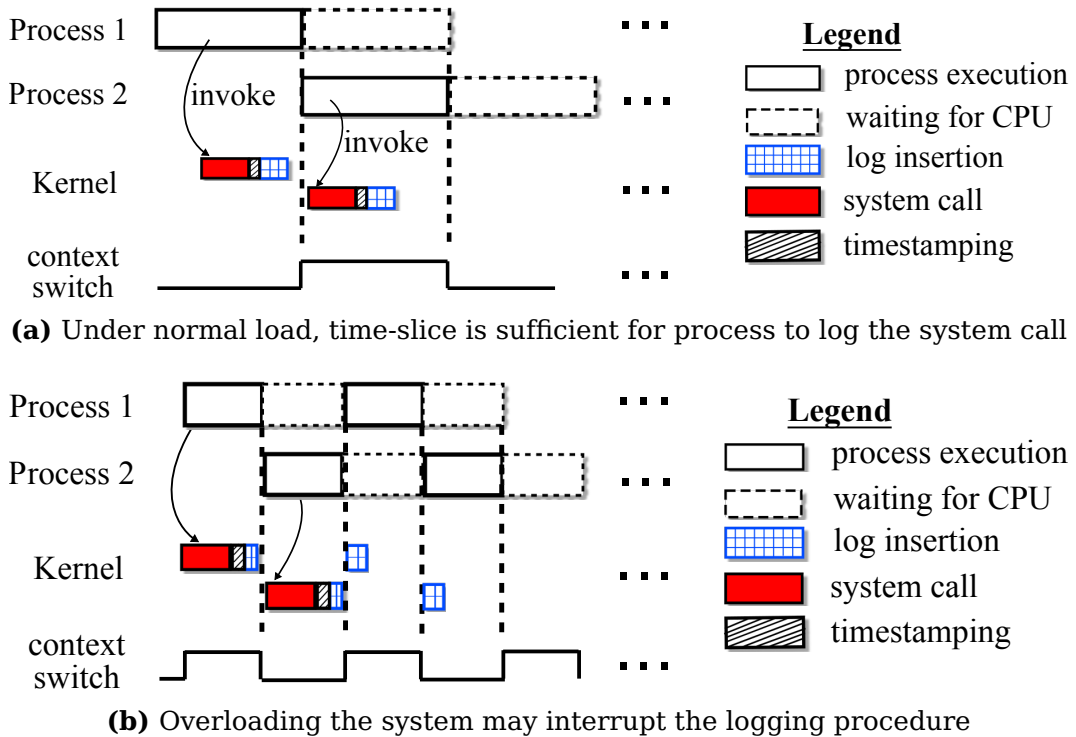 Process 1
Legend
process execution
Process 2
invoke
waiting for CPU
invoke
log insertion
Kernel
system call
timestamping
context
switch
(a) Under normal load, time-slice is sufficient for process to log the system call
Process 1
Legend
process execution
Process 2
waiting for CPU
log insertion
Kernel
system call
timestamping
context
switch
(b) Overloading the system may interrupt the logging procedure